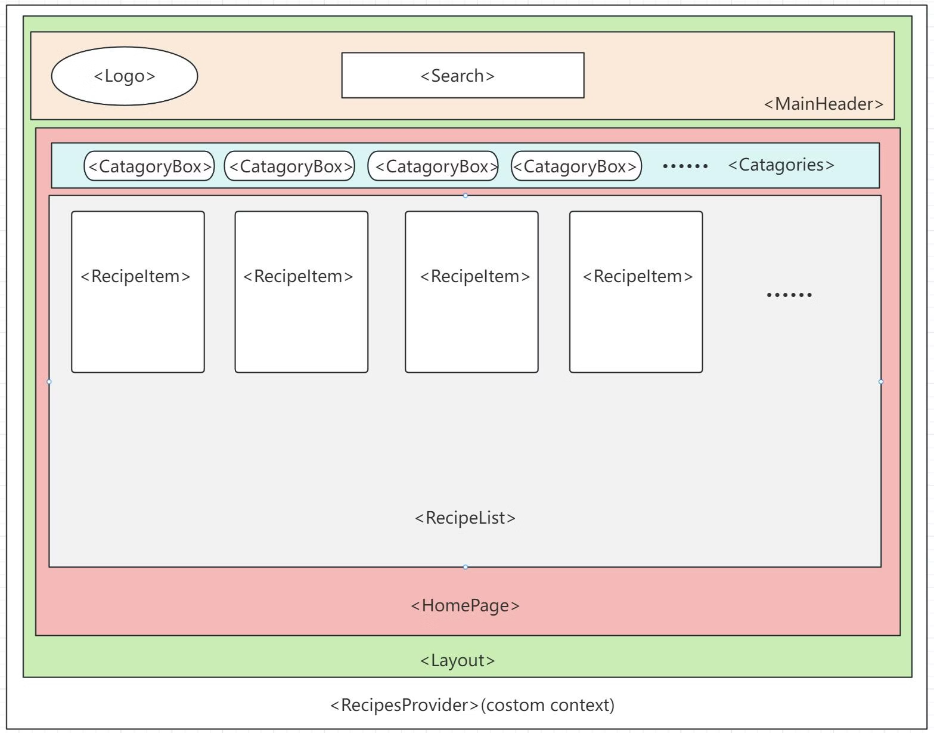 <Logo>
<Search>
<MainHeader>
<CatagoryBox> <CatagoryBox> <CatagoryBox> <CatagoryBox> ...... <Catagories>
<RecipeItem> <RecipeItem> <RecipeItem> <RecipeItem>
......
<RecipeList>
<HomePage>
<Layout>
<RecipesProvider>(costom context)